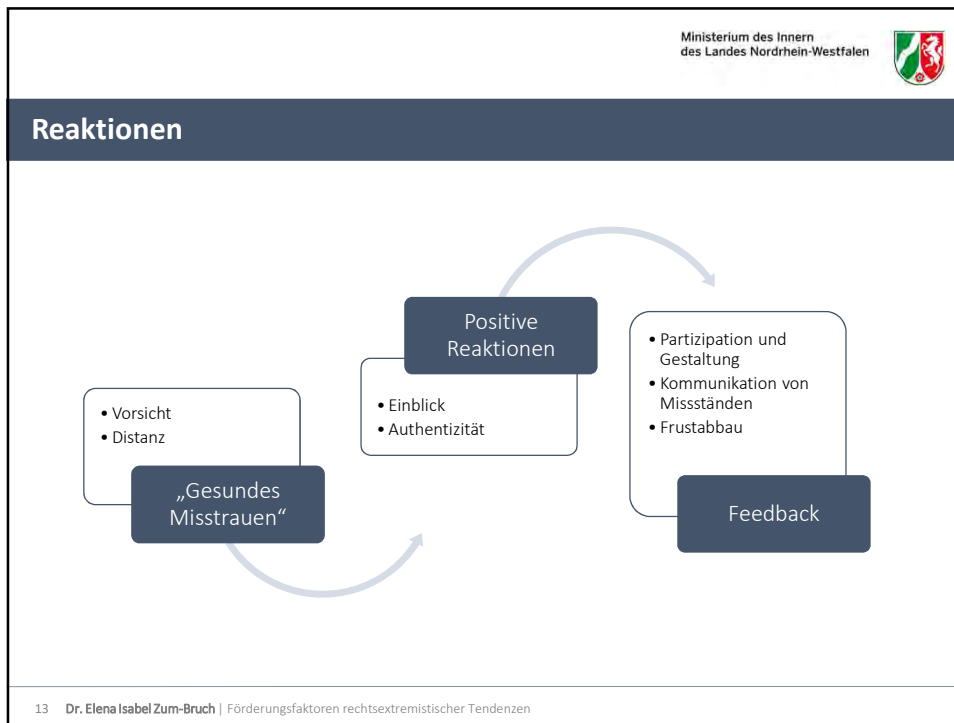 Ministerium des Innern
des Landes Nordrhein-Westfalen
Reaktionen
• Vorsicht
• Distanz
„Gesundes
Misstrauen“
Positive
Reaktionen
• Einblick
• Authentizität
• Partizipation und
Gestaltung
• Kommunikation von
Missständen
• Frustabbau
Feedback
13 Dr. Elena Isabel Zum-Bruch | Förderungsfaktoren rechtsextremistischer Tendenzen